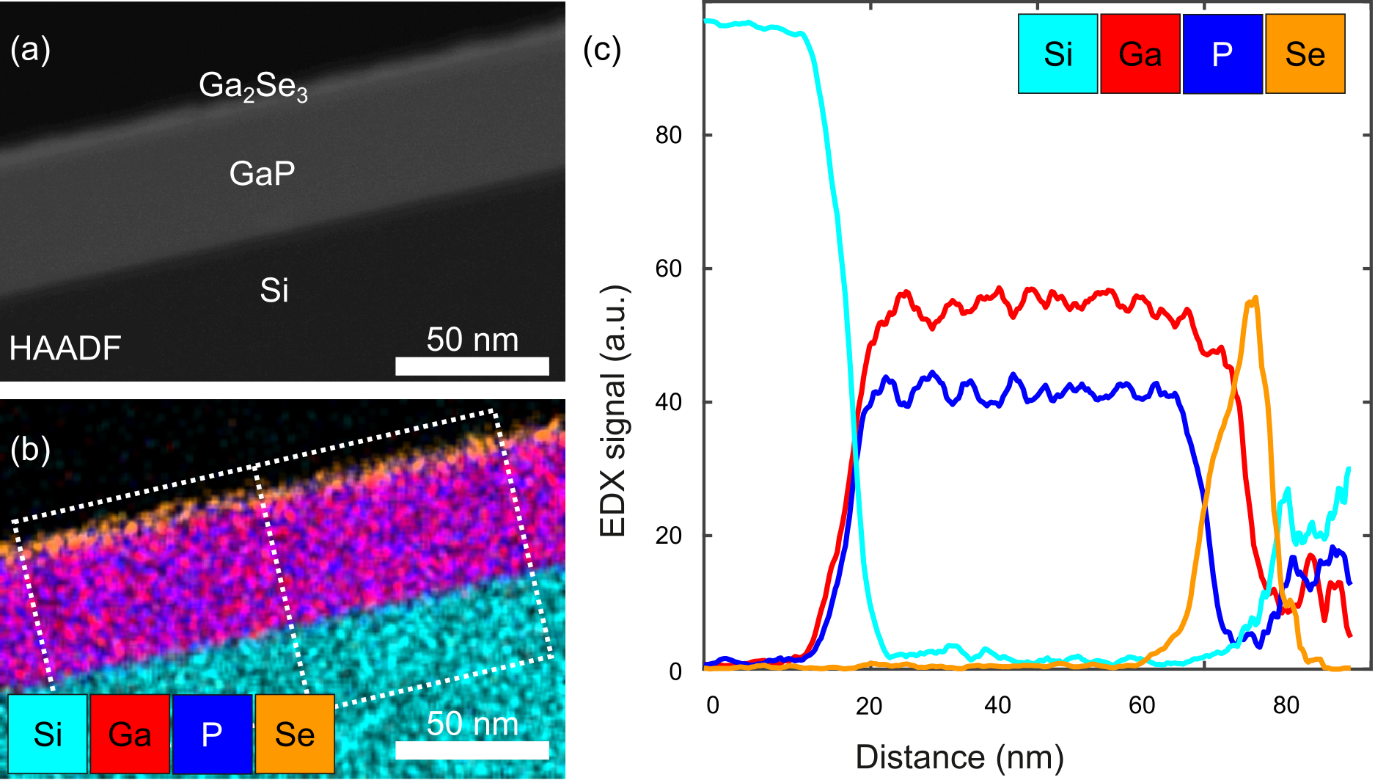 (a)
Ga₂Se₃
GaP
Si
HAADF
50 nm
(b)
Si Ga P Se
50 nm
(c)
Si Ga P Se
80
60
40
20
0
EDX signal (a.u.)
0 20 40 60 80
Distance (nm)